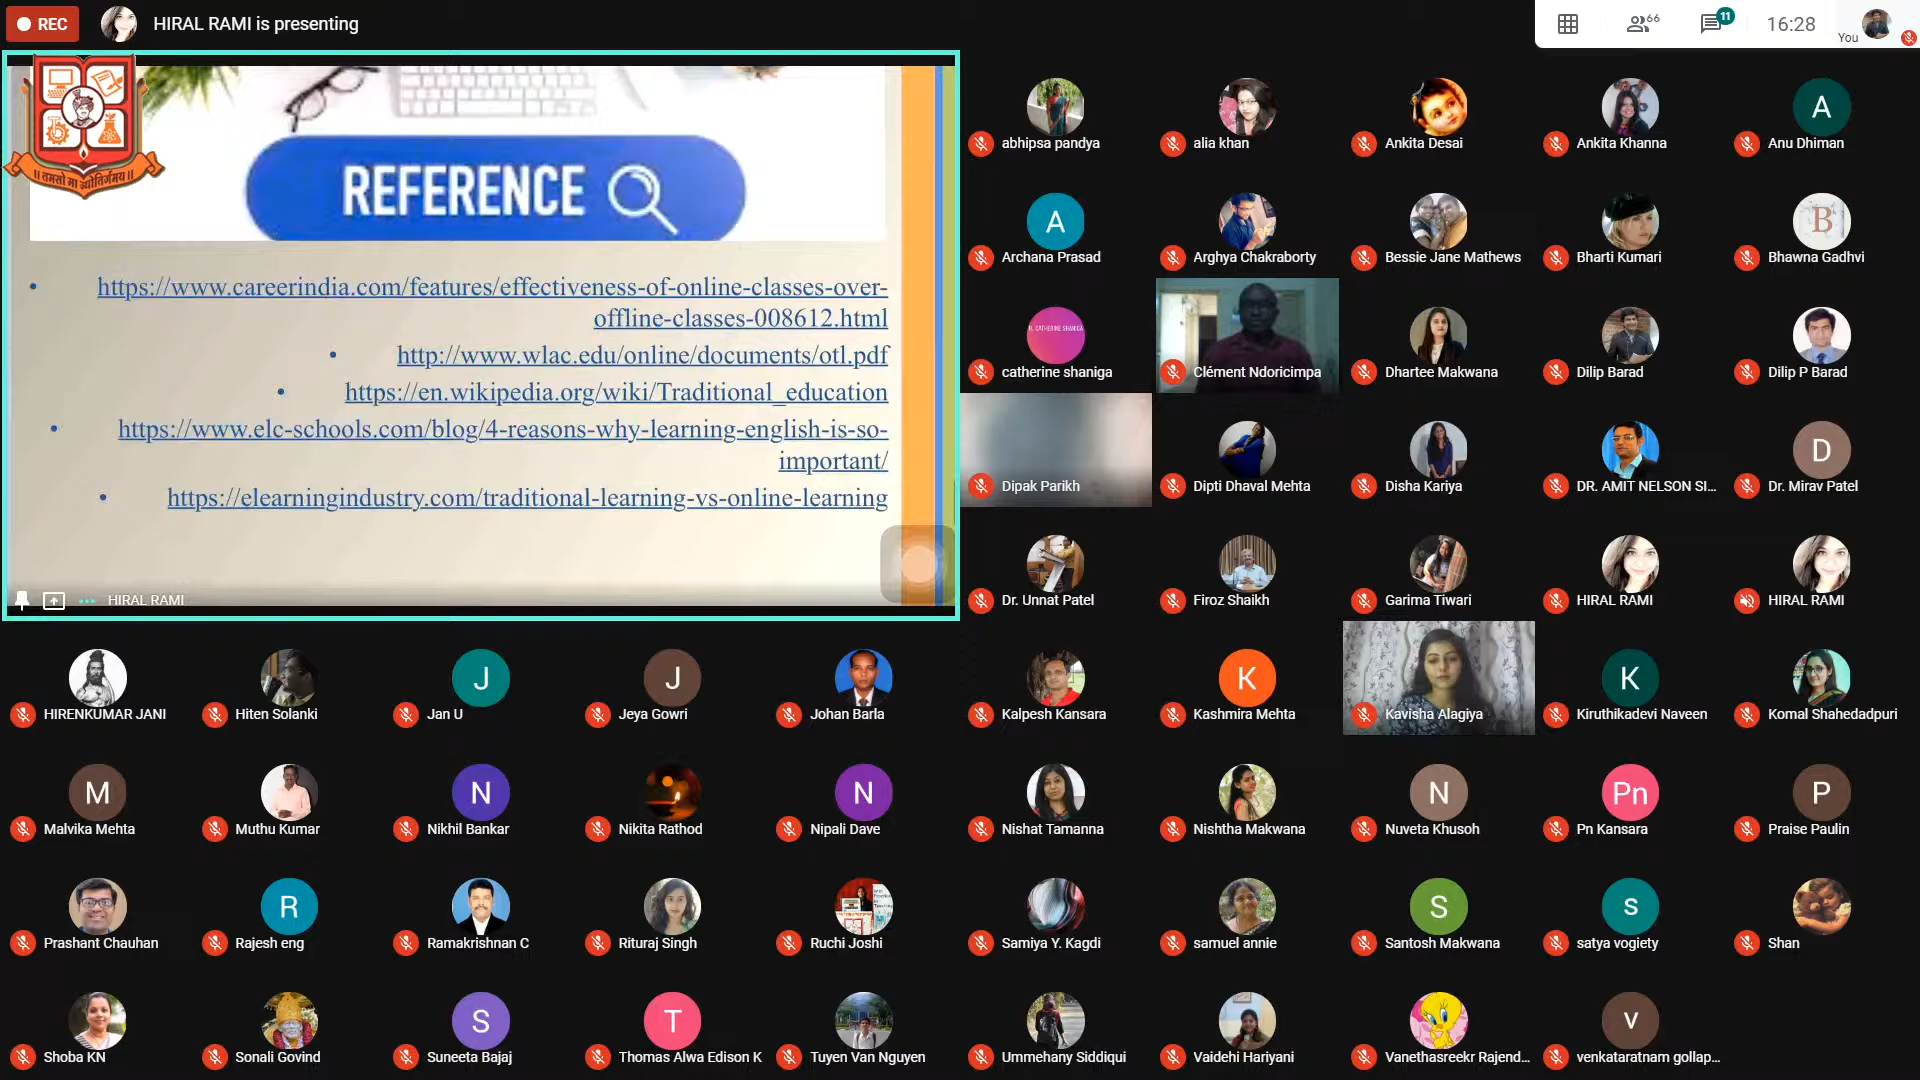 REC
HIRAL RAMI is presenting
66
11
16:28
You
॥ तमसो मा ज्योतिर्गमय ॥
REFERENCE
• https://www.careerindia.com/features/effectiveness-of-online-classes-over-
offline-classes-008612.html
• http://www.wlac.edu/online/documents/otl.pdf
• https://en.wikipedia.org/wiki/Traditional_education
• https://www.elc-schools.com/blog/4-reasons-why-learning-english-is-so-
important/
• https://elearningindustry.com/traditional-learning-vs-online-learning
HIRAL RAMI
A
abhipsa pandya
alia khan
Ankita Desai
Ankita Khanna
Anu Dhiman
A
B
Archana Prasad
Arghya Chakraborty
Bessie Jane Mathews
Bharti Kumari
Bhawna Gadhvi
catherine shaniga
Clément Ndoricimpa
Dhartee Makwana
Dilip Barad
Dilip P Barad
D
Dipak Parikh
Dipti Dhaval Mehta
Disha Kariya
DR. AMIT NELSON SI...
Dr. Mirav Patel
Dr. Unnat Patel
Firoz Shaikh
Garima Tiwari
HIRAL RAMI
HIRAL RAMI
J
J
K
K
HIRENKUMAR JANI
Hiten Solanki
Jan U
Jeya Gowri
Johan Barla
Kalpesh Kansara
Kashmira Mehta
Kavisha Alagiya
Kiruthikadevi Naveen
Komal Shahedadpuri
M
N
N
N
Pn
P
Malvika Mehta
Muthu Kumar
Nikhil Bankar
Nikita Rathod
Nipali Dave
Nishat Tamanna
Nishtha Makwana
Nuveta Khusoh
Pn Kansara
Praise Paulin
R
S
s
Prashant Chauhan
Rajesh eng
Ramakrishnan C
Rituraj Singh
Ruchi Joshi
Samiya Y. Kagdi
samuel annie
Santosh Makwana
satya vogiety
Shan
S
T
v
Shoba KN
Sonali Govind
Suneeta Bajaj
Thomas Alwa Edison K
Tuyen Van Nguyen
Ummehany Siddiqui
Vaidehi Hariyani
Vanethasreekr Rajend...
venkataratnam gollap...